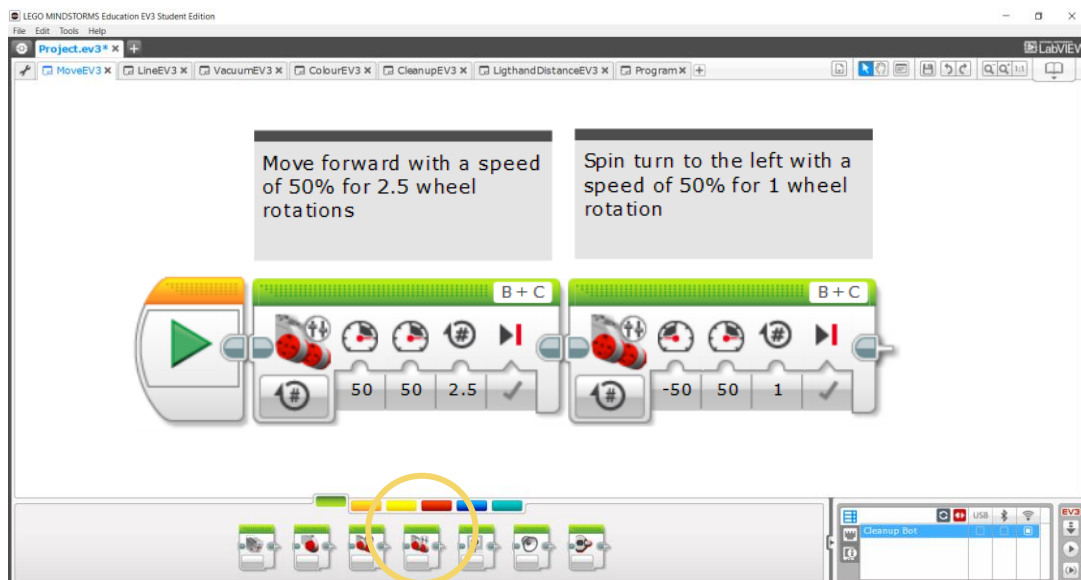 LEGO MINDSTORMS Education EV3 Student Edition
File Edit Tools Help
Project.ev3* × +
LabVIEW
MoveEV3 × LineEV3 × VacuumEV3 × ColourEV3 × CleanupEV3 × LigthandDistanceEV3 × Program × +
1:1
Move forward with a speed
of 50% for 2.5 wheel
rotations
Spin turn to the left with a
speed of 50% for 1 wheel
rotation
B + C
B + C
# #
50 50 2.5
-50 50 1
# #
USB
EV3
Cleanup Bot